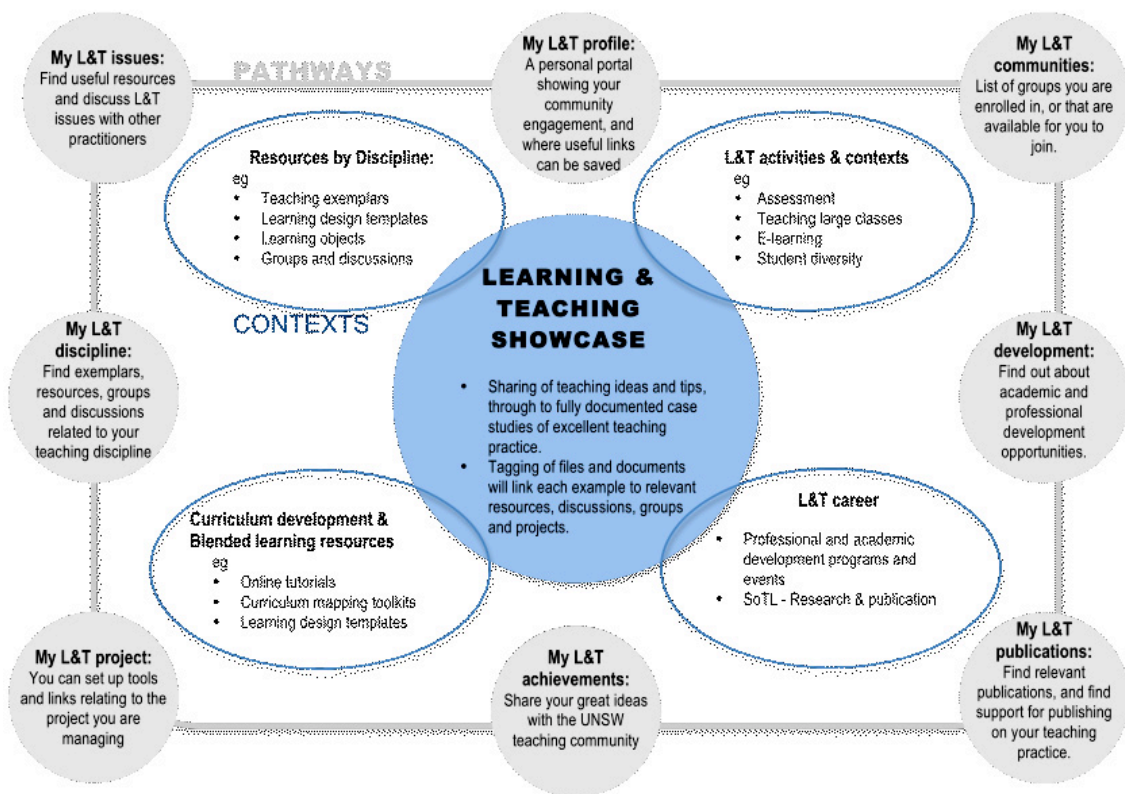 My L&T issues:
Find useful resources
and discuss L&T
issues with other
practitioners
PATHWAYS
My L&T profile:
A personal portal
showing your
community
engagement, and
where useful links
can be saved
My L&T
communities:
List of groups you are
enrolled in, or that are
available for you to
join.
Resources by Discipline:
eg
• Teaching exemplars
• Learning design templates
• Learning objects
• Groups and discussions
L&T activities & contexts
eg
• Assessment
• Teaching large classes
• E-learning
• Student diversity
CONTEXTS
LEARNING &
TEACHING
SHOWCASE
• Sharing of teaching ideas and tips,
through to fully documented case
studies of excellent teaching
practice.
• Tagging of files and documents
will link each example to relevant
resources, discussions, groups
and projects.
My L&T
discipline:
Find exemplars,
resources, groups
and discussions
related to your
teaching discipline
My L&T
development:
Find out about
academic and
professional
development
opportunities.
Curriculum development &
Blended learning resources
eg
• Online tutorials
• Curriculum mapping toolkits
• Learning design templates
L&T career
• Professional and academic
development programs and
events
• SoTL - Research & publication
My L&T project:
You can set up tools
and links relating to the
project you are
managing
My L&T
achievements:
Share your great ideas
with the UNSW
teaching community
My L&T
publications:
Find relevant
publications, and find
support for publishing
on your teaching
practice.